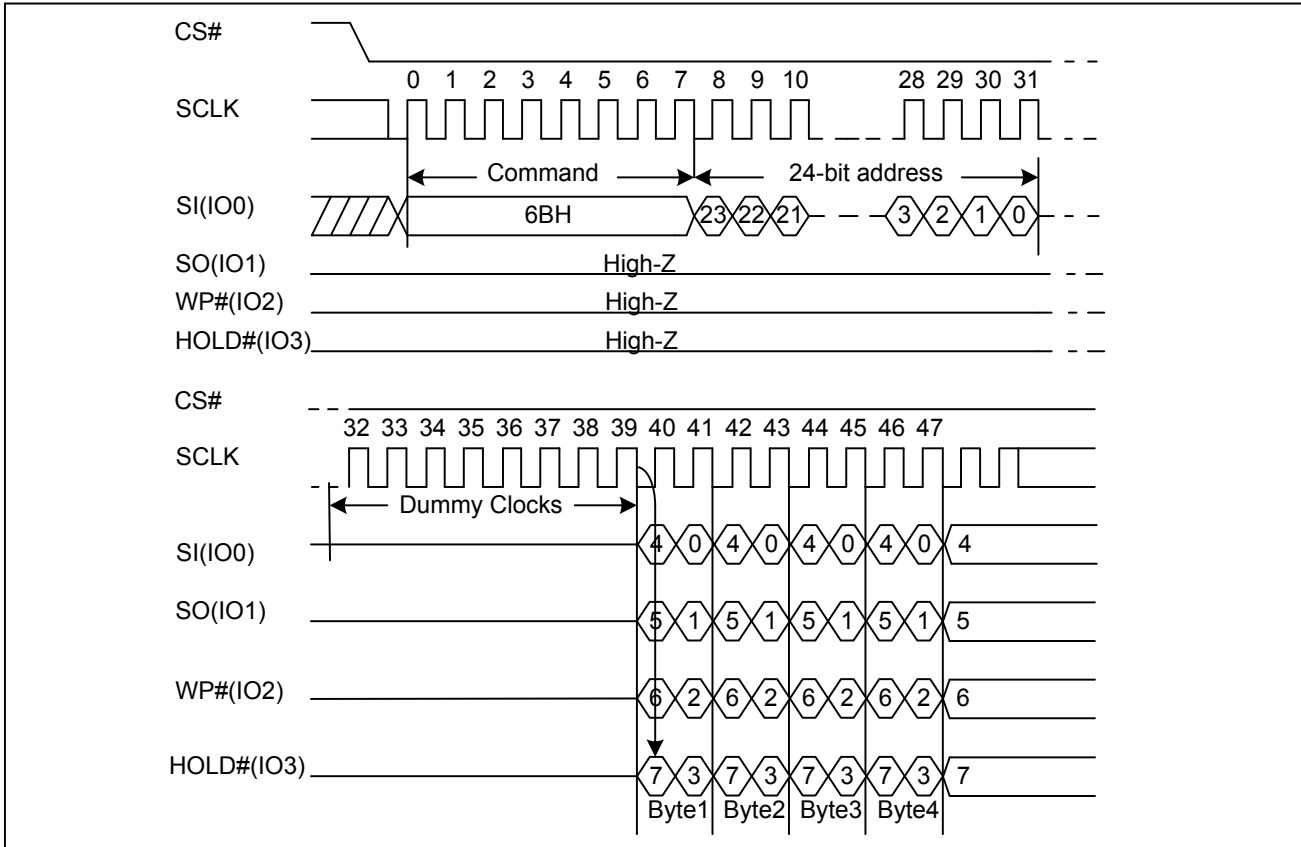 CS#
0 1 2 3 4 5 6 7 8 9 10 28 29 30 31
SCLK
Command 24-bit address
SI(IO0) 6BH 23 22 21 3 2 1 0
SO(IO1) High-Z
WP#(IO2) High-Z
HOLD#(IO3) High-Z
CS#
32 33 34 35 36 37 38 39 40 41 42 43 44 45 46 47
SCLK
Dummy Clocks
SI(IO0) 4 0 4 0 4 0 4 0 4
SO(IO1) 5 1 5 1 5 1 5 1 5
WP#(IO2) 6 2 6 2 6 2 6 2 6
HOLD#(IO3) 7 3 7 3 7 3 7 3 7
Byte1 Byte2 Byte3 Byte4